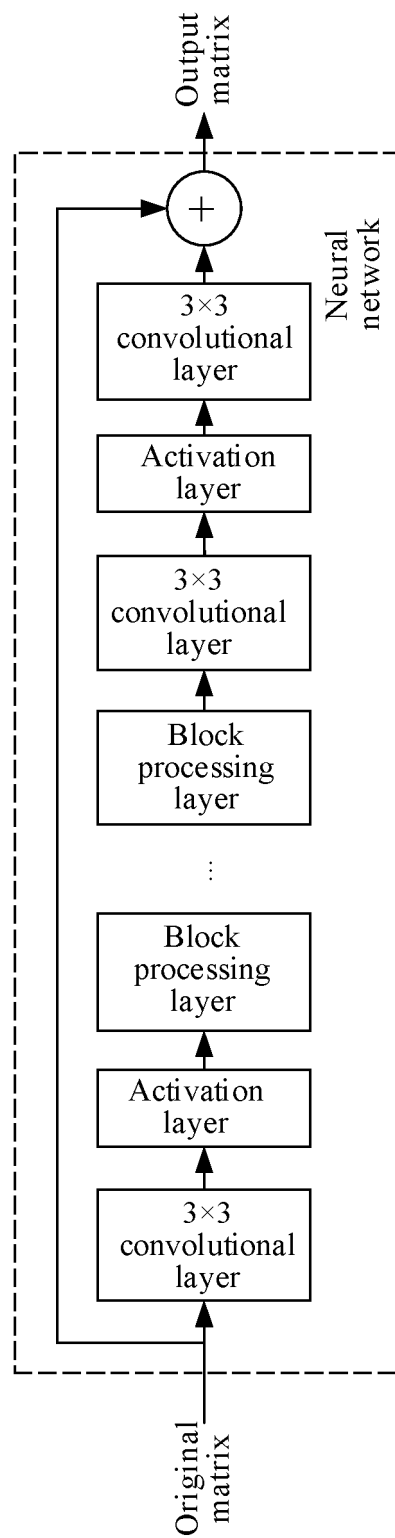 Output
matrix
+
3×3
convolutional
layer
Neural
network
Activation
layer
3×3
convolutional
layer
Block
processing
layer
...
Block
processing
layer
Activation
layer
3×3
convolutional
layer
Original
matrix